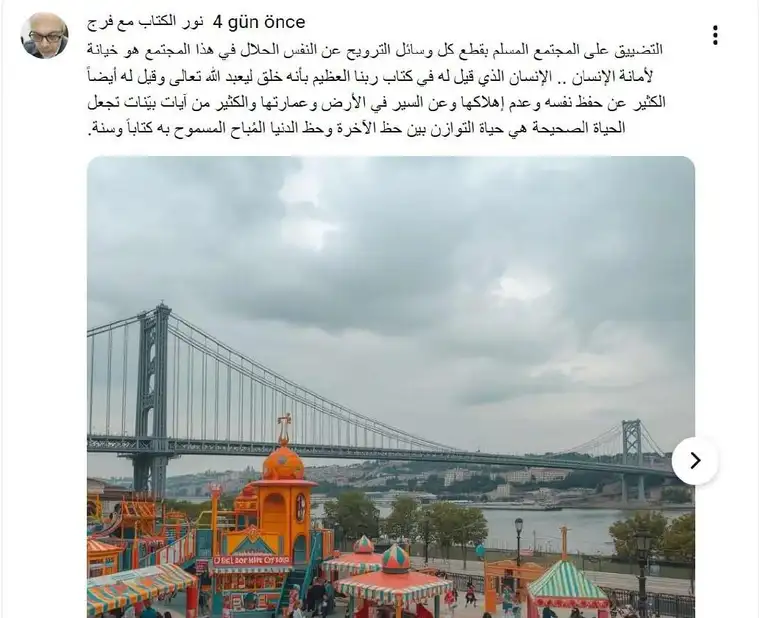 نور الكتاب مع فرج 4 gün önce
التضييق على المجتمع المسلم بقطع كل وسائل الترويح عن النفس الحلال في هذا المجتمع هو خيانة
لأمانة الإنسان .. الإنسان الذي قيل له في كتاب ربنا العظيم بأنه خلق ليعبد الله تعالى وقيل له أيضاً
الكثير عن حفظ نفسه وعدم إهلاكها وعن السير في الأرض وعمارتها والكثير من آيات بيّنات تجعل
الحياة الصحيحة هي حياة التوازن بين حظ الآخرة وحظ الدنيا المُباح المسموح به كتاباً وسنة.